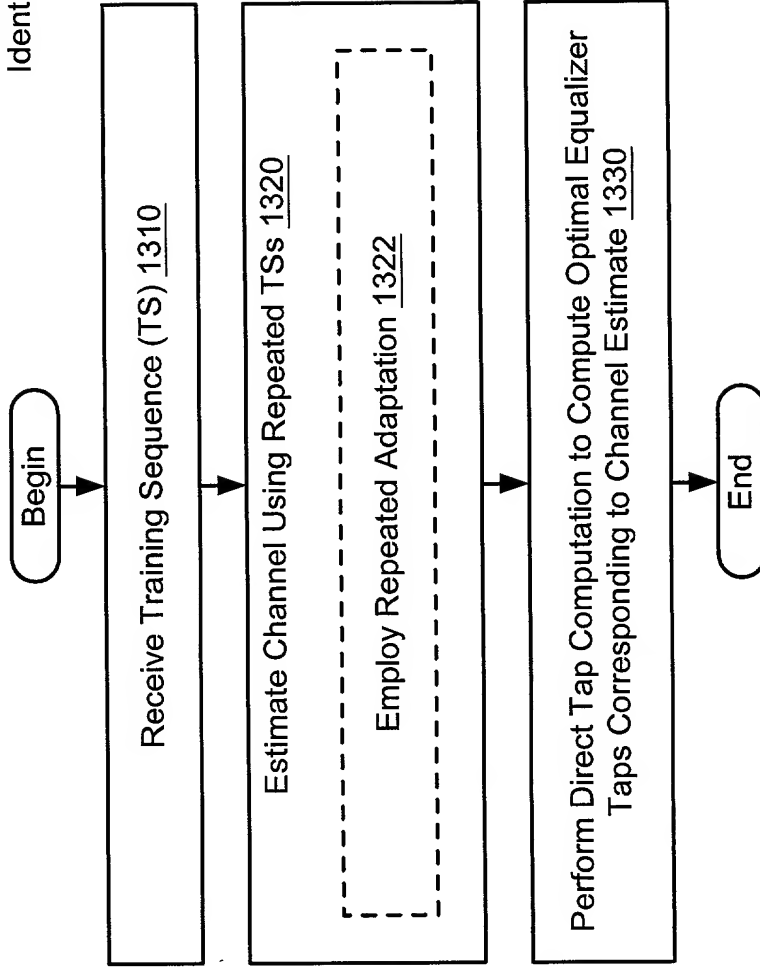 Ident
Begin
Receive Training Sequence (TS) 1310
Estimate Channel Using Repeated TSs 1320
Employ Repeated Adaptation 1322
Perform Direct Tap Computation to Compute Optimal Equalizer
Taps Corresponding to Channel Estimate 1330
End